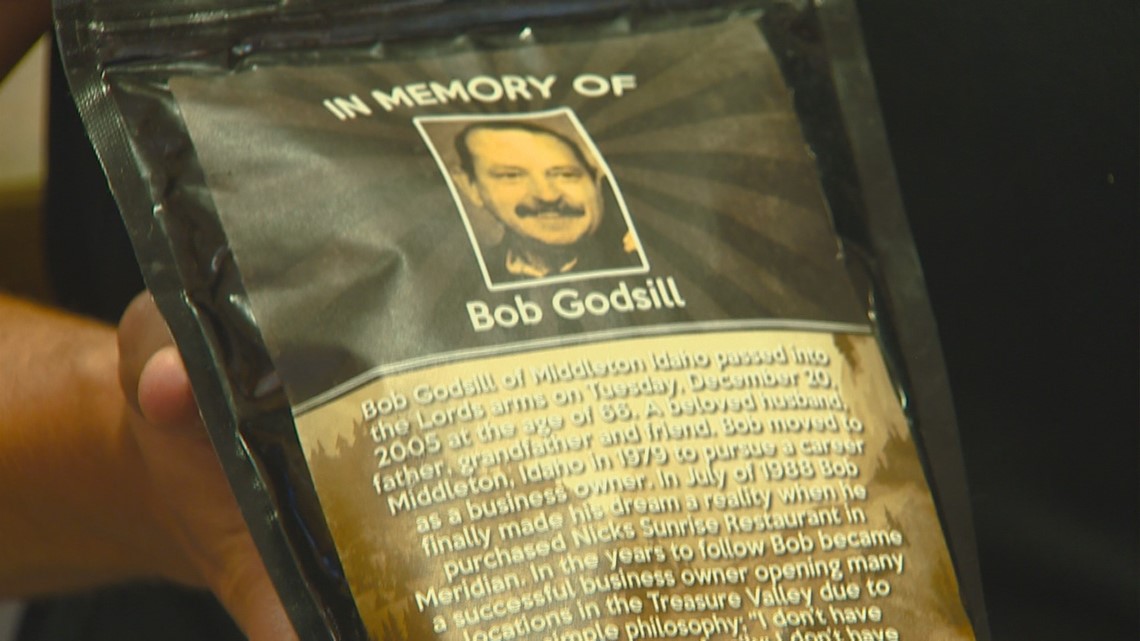 IN MEMORY OF
Bob Godsill
Bob Godsill of Middleton Idaho passed into
the Lords arms on Tuesday, December 20,
2005 at the age of 66. A beloved husband,
father, grandfather and friend. Bob moved to
Middleton, Idaho in 1979 to pursue a career
as a business owner. In July of 1988 Bob
finally made his dream a reality when he
purchased Nicks Sunrise Restaurant in
Meridian. In the years to follow Bob became
a successful business owner opening many
locations in the Treasure Valley due to
simple philosophy; "I don't have
I don't have